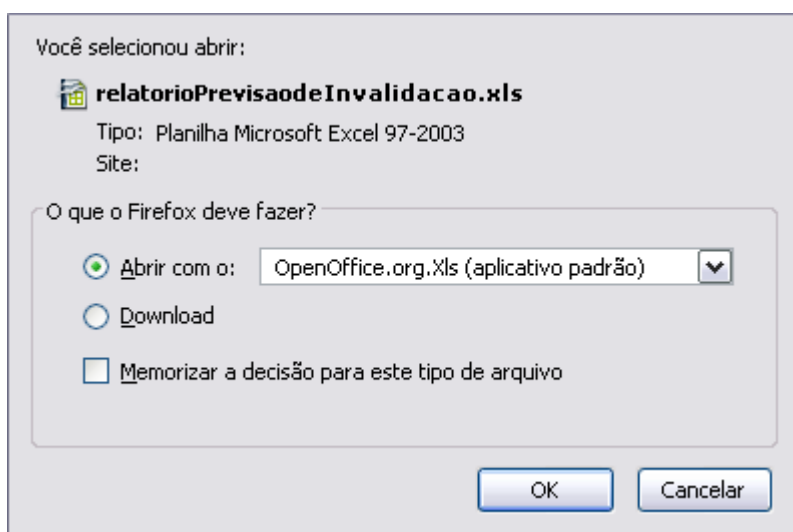 Você selecionou abrir:
relatorioPrevisaodeInvalidacao.xls
Tipo: Planilha Microsoft Excel 97-2003
Site:
O que o Firefox deve fazer?
Abrir com o: OpenOffice.org.Xls (aplicativo padrão)
Download
Memorizar a decisão para este tipo de arquivo
OK Cancelar